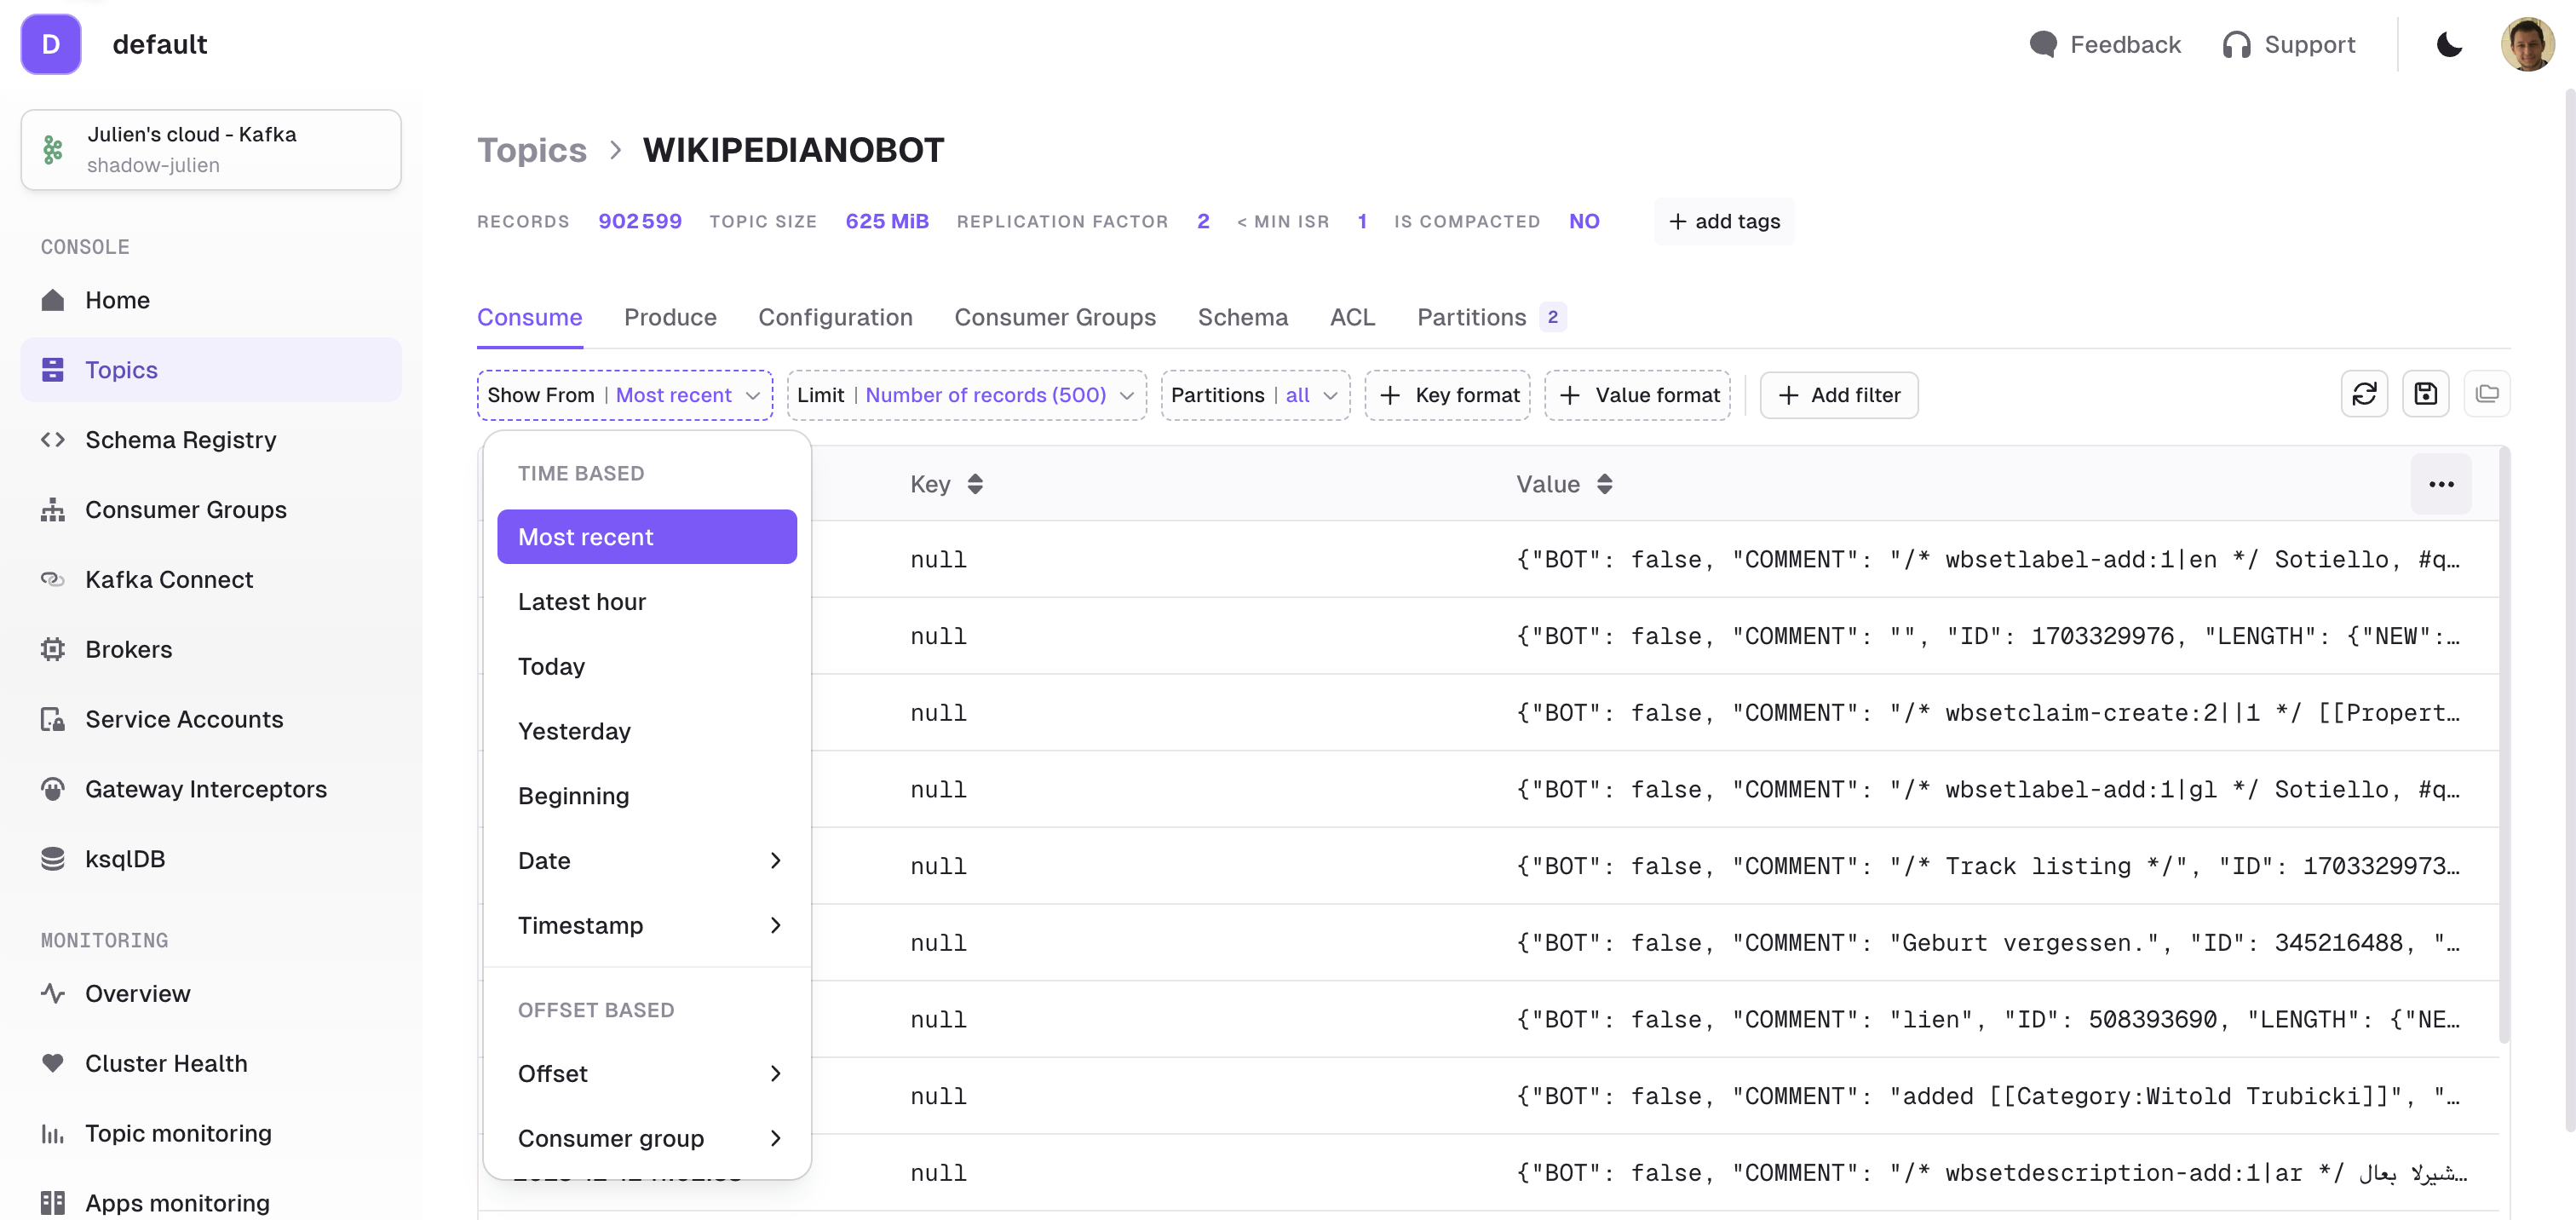 D default
Feedback Support
Julien's cloud - Kafka
shadow-julien
CONSOLE
Home
Topics
Schema Registry
Consumer Groups
Kafka Connect
Brokers
Service Accounts
Gateway Interceptors
ksqlDB
MONITORING
Overview
Cluster Health
Topic monitoring
Apps monitoring
Topics > WIKIPEDIANOBOT
RECORDS 902 599 TOPIC SIZE 625 MiB REPLICATION FACTOR 2 < MIN ISR 1 IS COMPACTED NO + add tags
Consume Produce Configuration Consumer Groups Schema ACL Partitions 2
Show From | Most recent Limit | Number of records (500) Partitions | all + Key format + Value format + Add filter
TIME BASED
Most recent
Latest hour
Today
Yesterday
Beginning
Date
Timestamp
OFFSET BASED
Offset
Consumer group
Key Value ...
null {"BOT": false, "COMMENT": "/* wbsetlabel-add:1|en */ Sotiello, #q…
null {"BOT": false, "COMMENT": "", "ID": 1703329976, "LENGTH": {"NEW":…
null {"BOT": false, "COMMENT": "/* wbsetclaim-create:2||1 */ [[Propert…
null {"BOT": false, "COMMENT": "/* wbsetlabel-add:1|gl */ Sotiello, #q…
null {"BOT": false, "COMMENT": "/* Track listing */", "ID": 1703329973…
null {"BOT": false, "COMMENT": "Geburt vergessen.", "ID": 345216488, "…
null {"BOT": false, "COMMENT": "lien", "ID": 508393690, "LENGTH": {"NE…
null {"BOT": false, "COMMENT": "added [[Category:Witold Trubicki]]", "…
null {"BOT": false, "COMMENT": "/* wbsetdescription-add:1|ar */